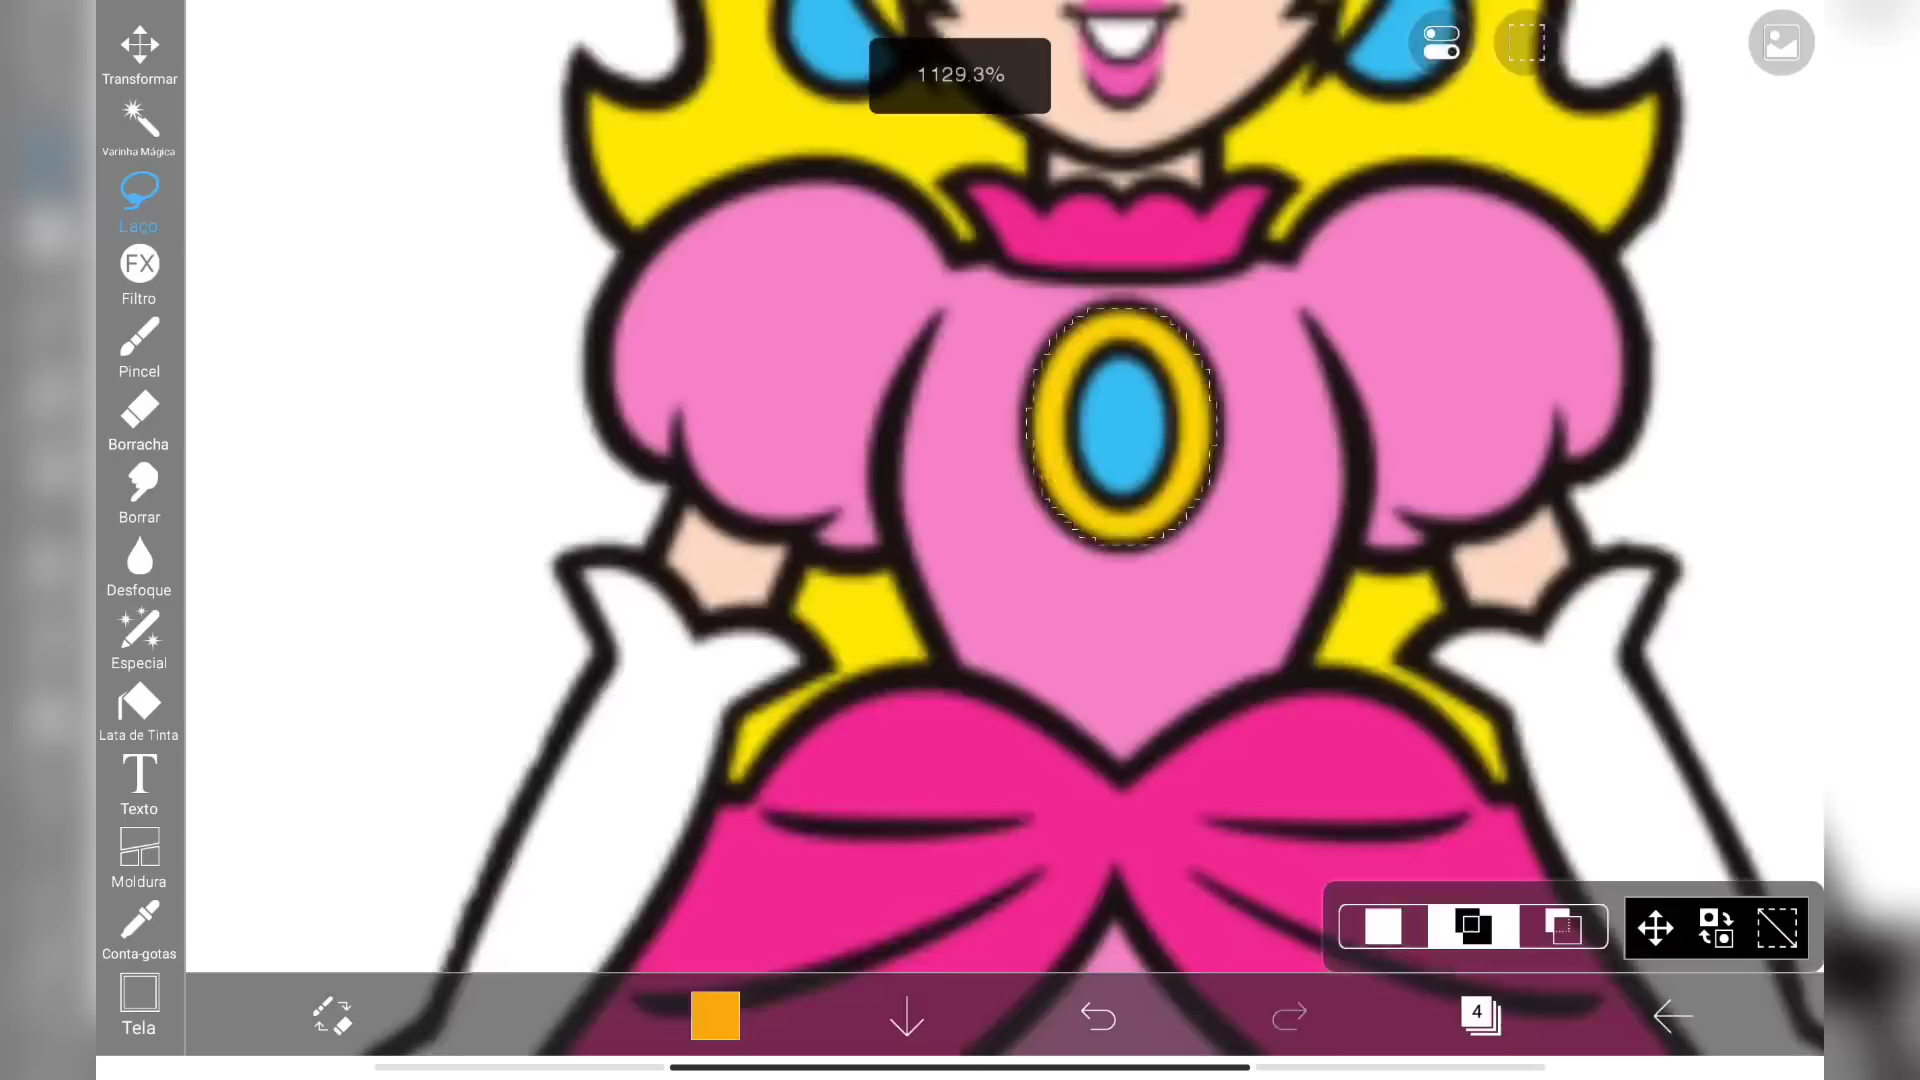 Transformar
Varinha Mágica
Laço
FX
Filtro
Pincel
Borracha
Borrar
Desfoque
Especial
Lata de Tinta
T
Texto
Moldura
Conta-gotas
Tela
1129.3%
4